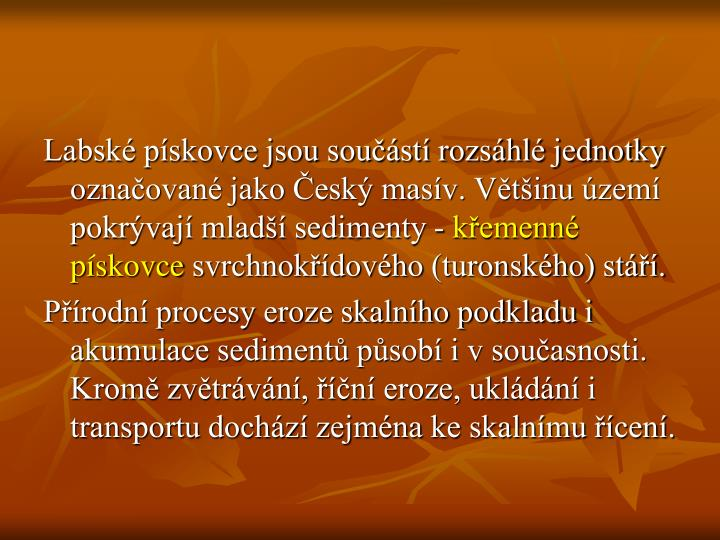 Labské pískovce jsou součástí rozsáhlé jednotky
označované jako Český masív. Většinu území
pokrývají mladší sedimenty - křemenné
pískovce svrchnokřídového (turonského) stáří.
Přírodní procesy eroze skalního podkladu i
akumulace sedimentů působí i v současnosti.
Kromě zvětrávání, říční eroze, ukládání i
transportu dochází zejména ke skalnímu řícení.